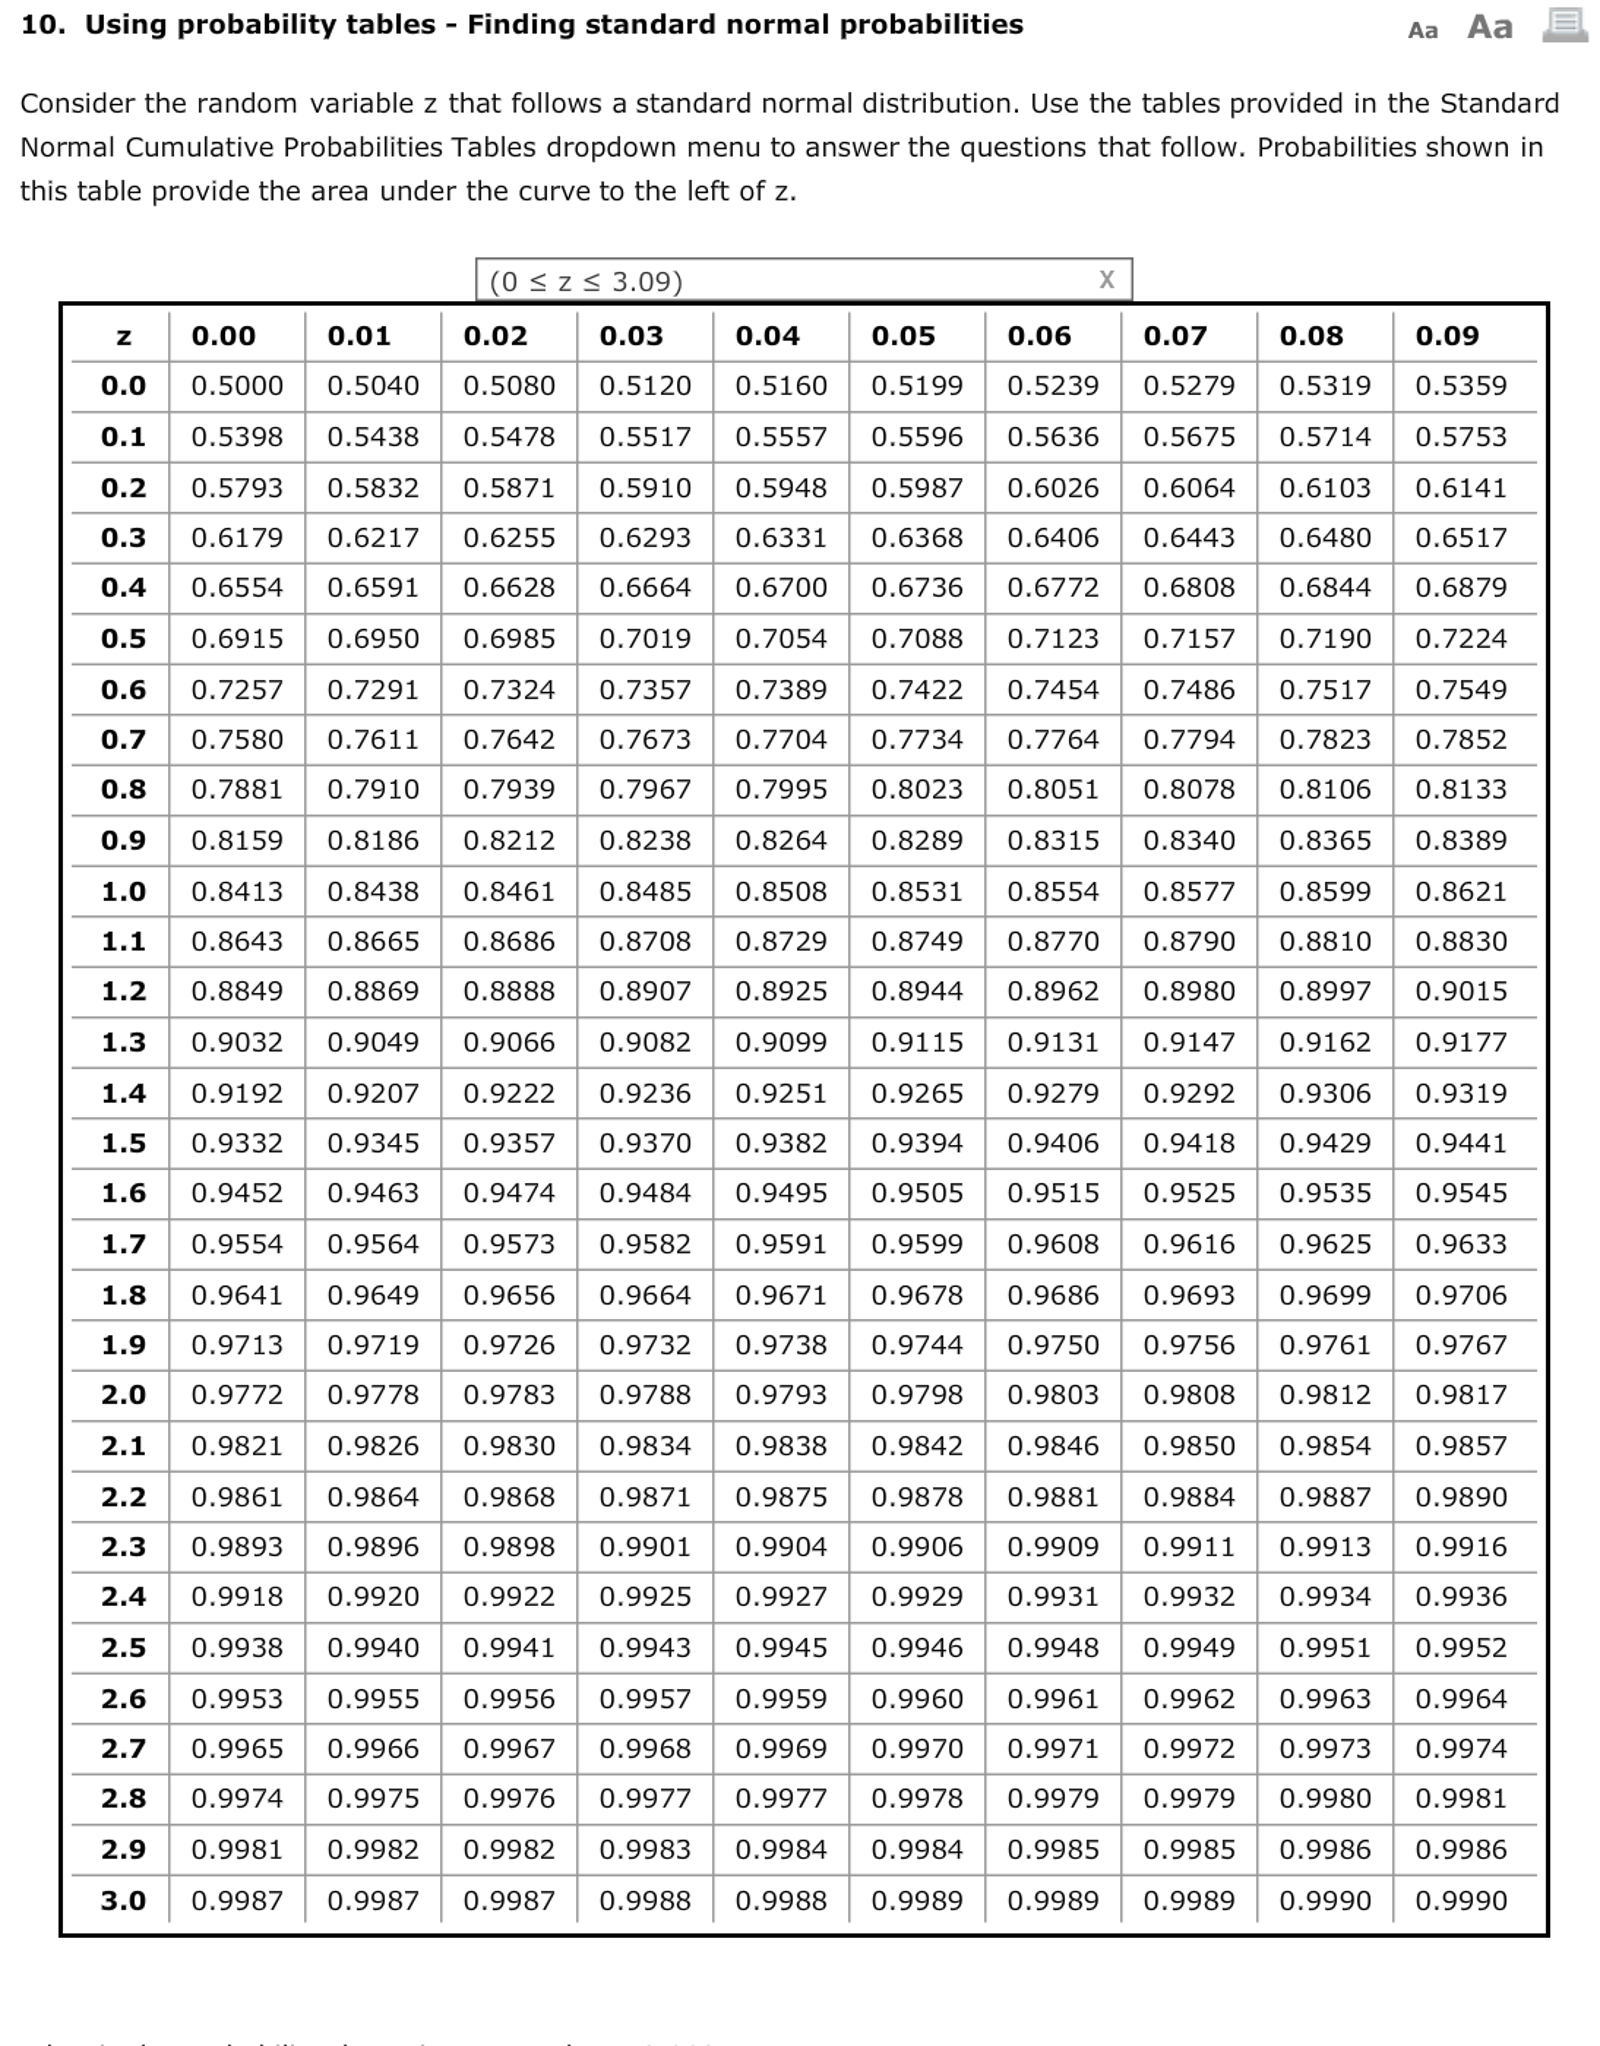 10. Using probability tables - Finding standard normal probabilities
Aa Aa
Consider the random variable z that follows a standard normal distribution. Use the tables provided in the Standard
Normal Cumulative Probabilities Tables dropdown menu to answer the questions that follow. Probabilities shown in
this table provide the area under the curve to the left of z.
(0 ≤ z ≤ 3.09) X
z 0.00 0.01 0.02 0.03 0.04 0.05 0.06 0.07 0.08 0.09
0.0 0.5000 0.5040 0.5080 0.5120 0.5160 0.5199 0.5239 0.5279 0.5319 0.5359
0.1 0.5398 0.5438 0.5478 0.5517 0.5557 0.5596 0.5636 0.5675 0.5714 0.5753
0.2 0.5793 0.5832 0.5871 0.5910 0.5948 0.5987 0.6026 0.6064 0.6103 0.6141
0.3 0.6179 0.6217 0.6255 0.6293 0.6331 0.6368 0.6406 0.6443 0.6480 0.6517
0.4 0.6554 0.6591 0.6628 0.6664 0.6700 0.6736 0.6772 0.6808 0.6844 0.6879
0.5 0.6915 0.6950 0.6985 0.7019 0.7054 0.7088 0.7123 0.7157 0.7190 0.7224
0.6 0.7257 0.7291 0.7324 0.7357 0.7389 0.7422 0.7454 0.7486 0.7517 0.7549
0.7 0.7580 0.7611 0.7642 0.7673 0.7704 0.7734 0.7764 0.7794 0.7823 0.7852
0.8 0.7881 0.7910 0.7939 0.7967 0.7995 0.8023 0.8051 0.8078 0.8106 0.8133
0.9 0.8159 0.8186 0.8212 0.8238 0.8264 0.8289 0.8315 0.8340 0.8365 0.8389
1.0 0.8413 0.8438 0.8461 0.8485 0.8508 0.8531 0.8554 0.8577 0.8599 0.8621
1.1 0.8643 0.8665 0.8686 0.8708 0.8729 0.8749 0.8770 0.8790 0.8810 0.8830
1.2 0.8849 0.8869 0.8888 0.8907 0.8925 0.8944 0.8962 0.8980 0.8997 0.9015
1.3 0.9032 0.9049 0.9066 0.9082 0.9099 0.9115 0.9131 0.9147 0.9162 0.9177
1.4 0.9192 0.9207 0.9222 0.9236 0.9251 0.9265 0.9279 0.9292 0.9306 0.9319
1.5 0.9332 0.9345 0.9357 0.9370 0.9382 0.9394 0.9406 0.9418 0.9429 0.9441
1.6 0.9452 0.9463 0.9474 0.9484 0.9495 0.9505 0.9515 0.9525 0.9535 0.9545
1.7 0.9554 0.9564 0.9573 0.9582 0.9591 0.9599 0.9608 0.9616 0.9625 0.9633
1.8 0.9641 0.9649 0.9656 0.9664 0.9671 0.9678 0.9686 0.9693 0.9699 0.9706
1.9 0.9713 0.9719 0.9726 0.9732 0.9738 0.9744 0.9750 0.9756 0.9761 0.9767
2.0 0.9772 0.9778 0.9783 0.9788 0.9793 0.9798 0.9803 0.9808 0.9812 0.9817
2.1 0.9821 0.9826 0.9830 0.9834 0.9838 0.9842 0.9846 0.9850 0.9854 0.9857
2.2 0.9861 0.9864 0.9868 0.9871 0.9875 0.9878 0.9881 0.9884 0.9887 0.9890
2.3 0.9893 0.9896 0.9898 0.9901 0.9904 0.9906 0.9909 0.9911 0.9913 0.9916
2.4 0.9918 0.9920 0.9922 0.9925 0.9927 0.9929 0.9931 0.9932 0.9934 0.9936
2.5 0.9938 0.9940 0.9941 0.9943 0.9945 0.9946 0.9948 0.9949 0.9951 0.9952
2.6 0.9953 0.9955 0.9956 0.9957 0.9959 0.9960 0.9961 0.9962 0.9963 0.9964
2.7 0.9965 0.9966 0.9967 0.9968 0.9969 0.9970 0.9971 0.9972 0.9973 0.9974
2.8 0.9974 0.9975 0.9976 0.9977 0.9977 0.9978 0.9979 0.9979 0.9980 0.9981
2.9 0.9981 0.9982 0.9982 0.9983 0.9984 0.9984 0.9985 0.9985 0.9986 0.9986
3.0 0.9987 0.9987 0.9987 0.9988 0.9988 0.9989 0.9989 0.9989 0.9990 0.9990